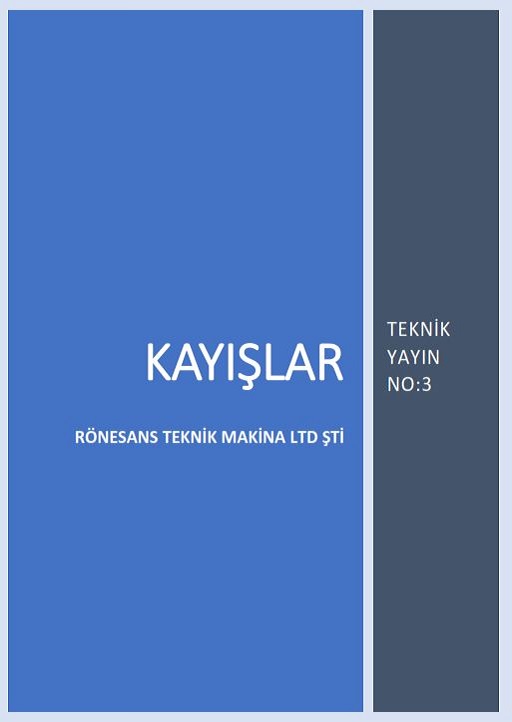 KAYIŞLAR
RÖNESANS TEKNİK MAKİNA LTD ŞTİ
TEKNİK
YAYIN
NO:3